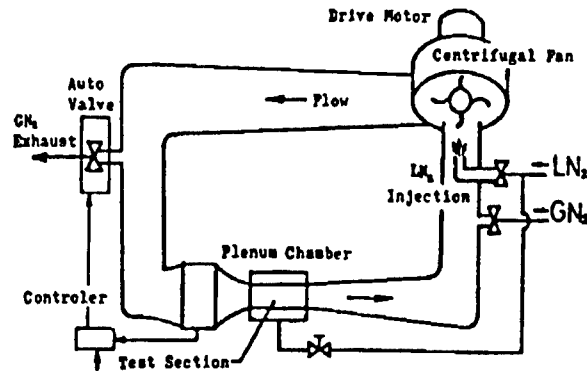 Drive Motor
Centrifugal Fan
Auto
Valve
Flow
GN₂
Exhaust
LN₂
Injection
LN₂
GN₂
Plenum Chamber
Controler
Test Section